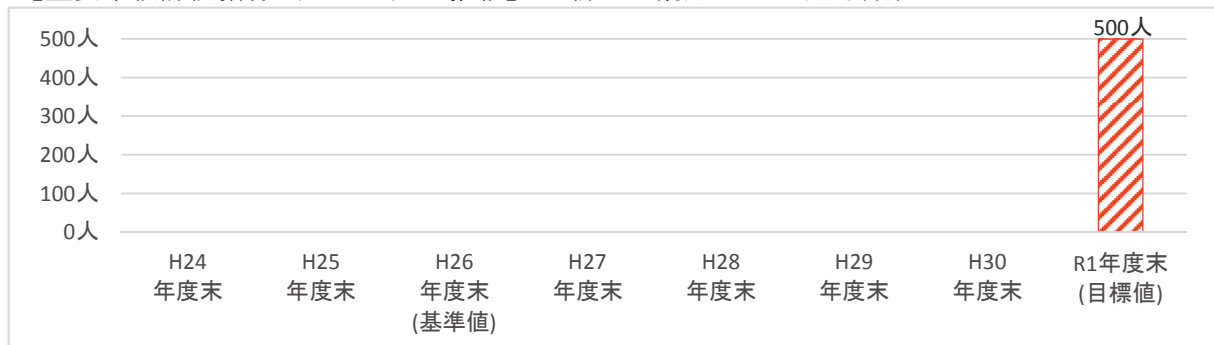 500人
500人
400人
300人
200人
100人
0人
H24
年度末
H25
年度末
H26
年度末
(基準値)
H27
年度末
H28
年度末
H29
年度末
H30
年度末
R1年度末
(目標値)